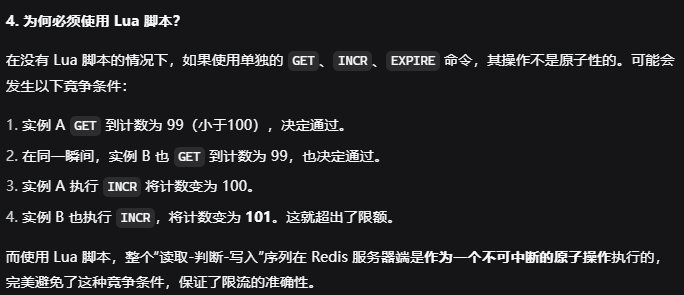 4. 为何必须使用 Lua 脚本？
在没有 Lua 脚本的情况下，如果使用单独的 GET、INCR、EXPIRE 命令，其操作不是原子性的。可能会
发生以下竞争条件：
1. 实例 A GET 到计数为 99（小于100），决定通过。
2. 在同一瞬间，实例 B 也 GET 到计数为 99，也决定通过。
3. 实例 A 执行 INCR 将计数变为 100。
4. 实例 B 也执行 INCR，将计数变为 101。这就超出了限额。
而使用 Lua 脚本，整个“读取-判断-写入”序列在 Redis 服务器端是作为一个不可中断的原子操作执行的，
完美避免了这种竞争条件，保证了限流的准确性。